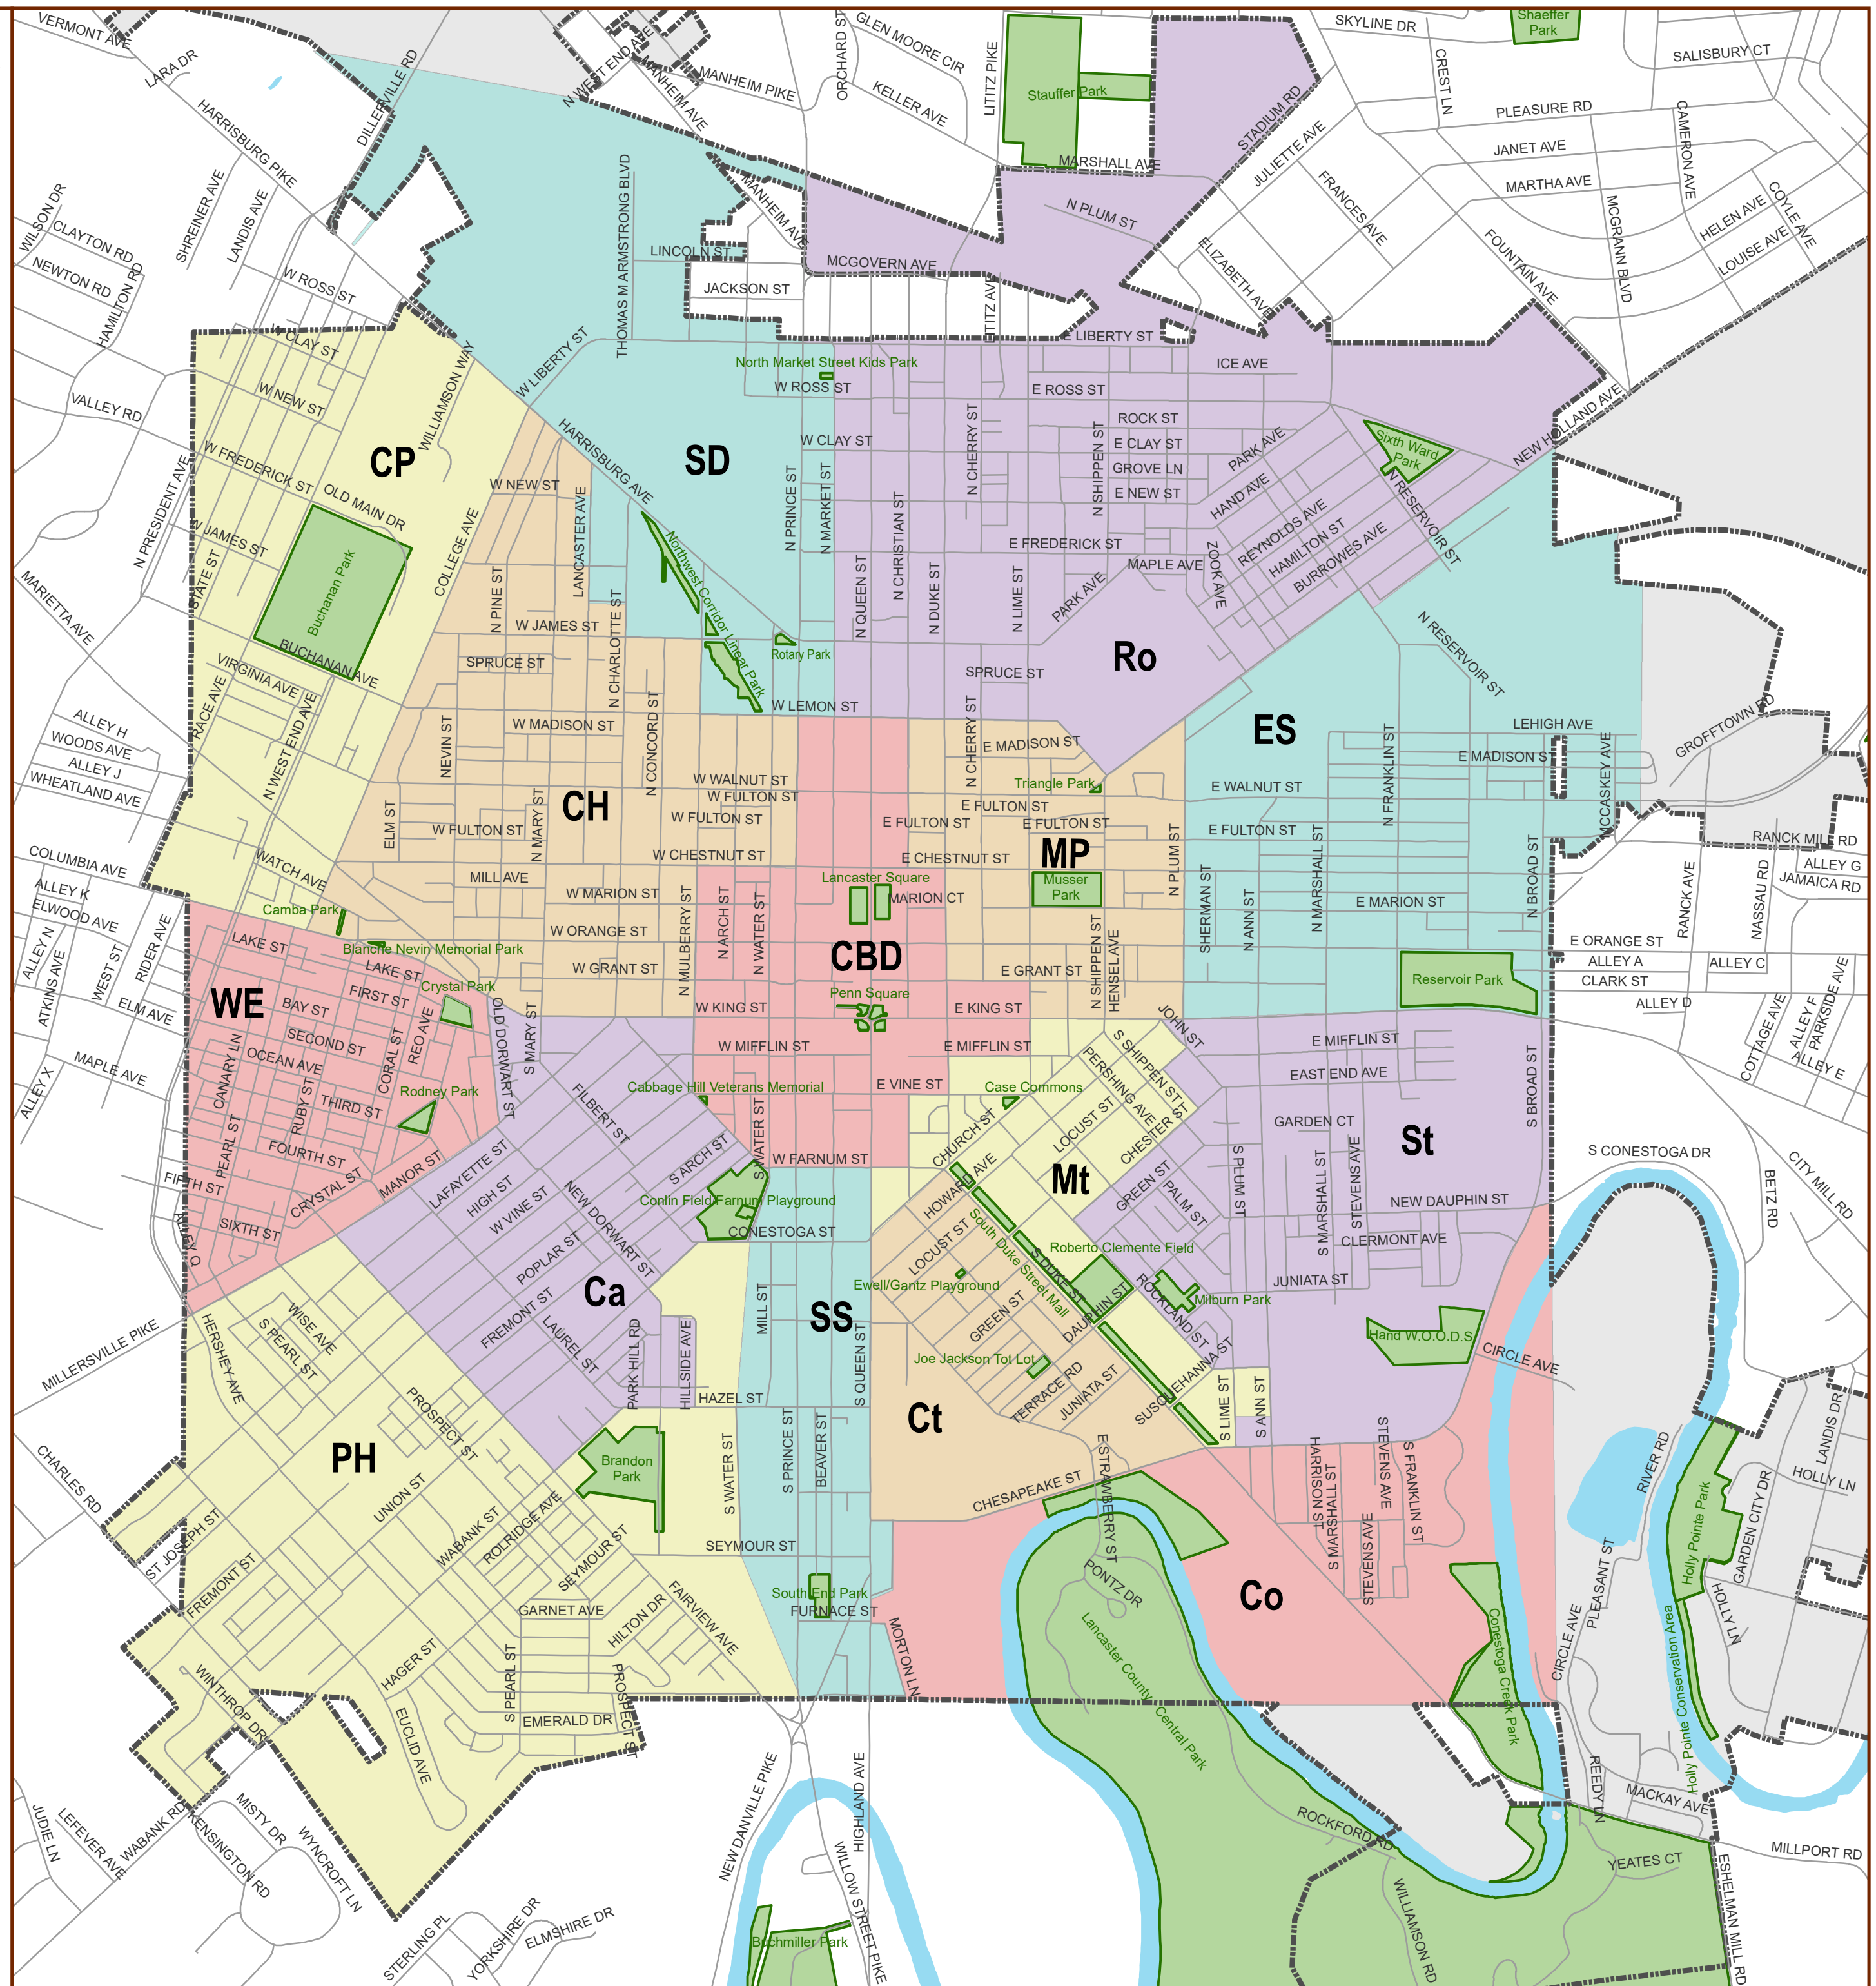 VERMONT AVE
LARA DR
HARRISBURG PIKE
DILLERVILLE RD
N WEST END AVE
MANHEIM AVE
MANHEIM PIKE
ORCHARD ST
GLEN MOORE CIR
KELLER AVE
LITITZ PIKE
Stauffer Park
MARSHALL AVE
STADIUM RD
SKYLINE DR
CREST LN
Shaeffer
Park
SALISBURY CT
PLEASURE RD
CAMERON AVE
JANET AVE
MARTHA AVE
MCGRANN BLVD
HELEN AVE
COYLE AVE
LOUISE AVE
JULIETTE AVE
FRANCES AVE
FOUNTAIN AVE
ELIZABETH AVE
N PLUM ST
WILSON DR
CLAYTON RD
NEWTON RD
HAMILTON RD
SHREINER AVE
LANDIS AVE
W ROSS ST
W CLAY ST
THOMAS M ARMSTRONG BLVD
MANHEIM AVE
LINCOLN ST
JACKSON ST
MCGOVERN AVE
LITITZ AVE
E LIBERTY ST
ICE AVE
W LIBERTY ST
WILLIAMSON WAY
North Market Street Kids Park
W ROSS ST
E ROSS ST
VALLEY RD
W NEW ST
W FREDERICK ST
CP
HARRISBURG AVE
SD
W CLAY ST
N CHERRY ST
ROCK ST
E CLAY ST
GROVE LN
E NEW ST
N SHIPPEN ST
PARK AVE
HAND AVE
Sixth Ward
Park
NEW HOLLAND AVE
N RESERVOIR ST
REYNOLDS AVE
HAMILTON ST
BURROWES AVE
N PRESIDENT AVE
W JAMES ST
STATE ST
OLD MAIN DR
COLLEGE AVE
W NEW ST
LANCASTER AVE
N PRINCE ST
N MARKET ST
N QUEEN ST
N CHRISTIAN ST
N DUKE ST
N LIME ST
E FREDERICK ST
MAPLE AVE
ZOOK AVE
PARK AVE
MARIETTA AVE
Buchanan Park
BUCHANAN AVE
VIRGINIA AVE
RACE AVE
N WEST END AVE
N PINE ST
W JAMES ST
SPRUCE ST
N CHARLOTTE ST
N CONCORD ST
Northwest Corridor Linear Park
Rotary Park
W LEMON ST
Ro
SPRUCE ST
N RESERVOIR ST
ES
LEHIGH AVE
GROFFTOWN RD
ALLEY H
WOODS AVE
ALLEY J
WHEATLAND AVE
NEVIN ST
W MADISON ST
E MADISON ST
N CHERRY ST
N FRANKLIN ST
E MADISON ST
MCCASKEY AVE
W WALNUT ST
W FULTON ST
CH
Triangle Park
E WALNUT ST
ELM ST
W FULTON ST
N MARY ST
W FULTON ST
E FULTON ST
E FULTON ST
E FULTON ST
E FULTON ST
MP
N PLUM ST
N MARSHALL ST
RANCK MILL RD
COLUMBIA AVE
WATCH AVE
W CHESTNUT ST
E CHESTNUT ST
ALLEY G
JAMAICA RD
ALLEY K
ELWOOD AVE
MILL AVE
W MARION ST
Lancaster Square
MARION CT
Musser
Park
E MARION ST
N BROAD ST
RANCK AVE
NASSAU RD
Camba Park
W ORANGE ST
N MULBERRY ST
N ARCH ST
N WATER ST
CBD
SHERMAN ST
N ANN ST
E ORANGE ST
ALLEY N
WEST ST
RIDER AVE
LAKE ST
Blanche Nevin Memorial Park
LAKE ST
W GRANT ST
E GRANT ST
N SHIPPEN ST
HENSEL AVE
Reservoir Park
ALLEY A
ALLEY C
CLARK ST
ALLEY D
ATKINS AVE
ELM AVE
WE
Crystal Park
FIRST ST
BAY ST
SECOND ST
OCEAN AVE
REO AVE
CORAL ST
Penn Square
W KING ST
E KING ST
JOHN ST
W MIFFLIN ST
E MIFFLIN ST
E MIFFLIN ST
COTTAGE AVE
ALLEY F
PARKSIDE AVE
ALLEY E
MAPLE AVE
ALLEY X
CANARY LN
RUBY ST
THIRD ST
Rodney Park
OLD DORWART ST
S MARY ST
FILBERT ST
Cabbage Hill Veterans Memorial
E VINE ST
Case Commons
PERSHING AVE
S SHIPPEN ST
EAST END AVE
S BROAD ST
PEARL ST
FOURTH ST
FIFTH ST
SIXTH ST
ALLEY Q
CRYSTAL ST
MANOR ST
LAFAYETTE ST
HIGH ST
W VINE ST
S ARCH ST
S WATER ST
W FARNUM ST
CHURCH ST
LOCUST ST
CHESTER ST
GARDEN CT
St
Mt
HOWARD AVE
GREEN ST
PALM ST
S PLUM ST
S MARSHALL ST
STEVENS AVE
NEW DAUPHIN ST
S CONESTOGA DR
BETZ RD
CITY MILL RD
NEW DORWART ST
Conlin Field/Farnum Playground
CONESTOGA ST
POPLAR ST
Ca
LOCUST ST
South Duke Street Mall
S DUKE ST
Roberto Clemente Field
CLERMONT AVE
Ewell/Gantz Playground
SS
MILL ST
DAUPHIN ST
ROCKLAND ST
Milburn Park
JUNIATA ST
Hand W.O.O.D.S
CIRCLE AVE
MILLERSVILLE PIKE
HERSHEY AVE
WISE AVE
S PEARL ST
FREMONT ST
LAUREL ST
PARK HILL RD
HILLSIDE AVE
S QUEEN ST
GREEN ST
Joe Jackson Tot Lot
TERRACE RD
JUNIATA ST
SUSQUEHANNA ST
S LIME ST
S ANN ST
HAZEL ST
Ct
PROSPECT ST
PH
Brandon
Park
S WATER ST
S PRINCE ST
BEAVER ST
E STRAWBERRY ST
CHESAPEAKE ST
HARRISON ST
S MARSHALL ST
STEVENS AVE
STEVENS AVE
S FRANKLIN ST
RIVER RD
LANDIS DR
HOLLY LN
GARDEN CITY DR
Holly Pointe Park
CHARLES RD
UNION ST
WABANK ST
ROLRIDGE AVE
SEYMOUR ST
SEYMOUR ST
ST JOSEPH ST
FREMONT ST
GARNET AVE
HILTON DR
FAIRVIEW AVE
South End Park
FURNACE ST
MORTON LN
PONTZ DR
Co
Lancaster County Central Park
Conestoga Creek Park
CIRCLE AVE
PLEASANT ST
HOLLY LN
Holly Pointe Conservation Area
WINTHROP DR
HAGER ST
EUCLID AVE
S PEARL ST
EMERALD DR
PROSPECT ST
JUDIE LN
LEFEVER AVE
WABANK RD
KENSINGTON RD
MISTY DR
WYNCROFT LN
STERLING PL
YORKSHIRE DR
ELMSHIRE DR
NEW DANVILLE PIKE
HIGHLAND AVE
WILLOW STREET PIKE
Buchmiller Park
ROCKFORD RD
WILLIAMSON RD
REEDY LN
MACKAY AVE
YEATES CT
ESHELMAN MILL RD
MILLPORT RD